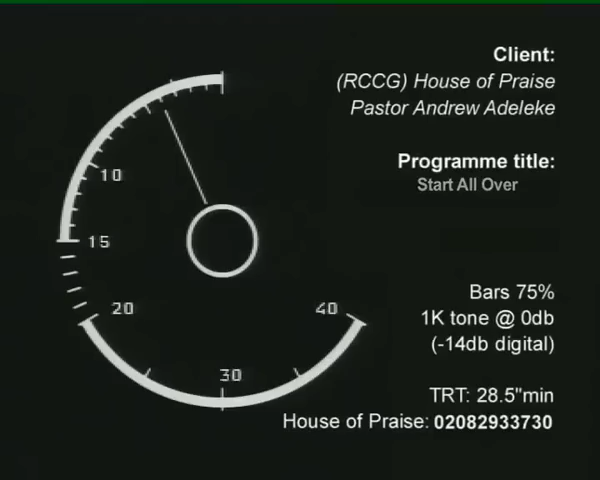 Client:
(RCCG) House of Praise
Pastor Andrew Adeleke
Programme title:
Start All Over
10
15
20
40
30
Bars 75%
1K tone @ 0db
(-14db digital)
TRT: 28.5"min
House of Praise: 02082933730